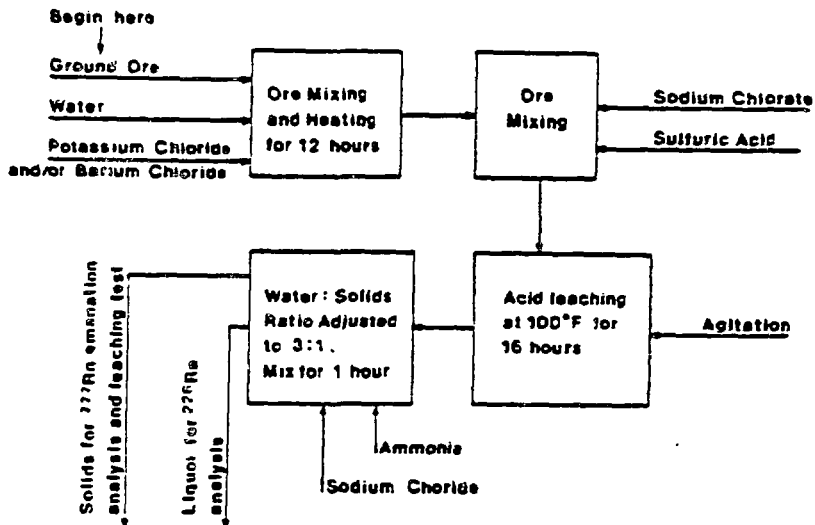 Begin here
Ground Ore
Water
Potassium Chloride
and/or Barium Chloride
Ore Mixing
and Heating
for 12 hours
Ore
Mixing
Sodium Chlorate
Sulfuric Acid
Acid leaching
at 100°F for
16 hours
Agitation
Water: Solids
Ratio Adjusted
to 3:1.
Mix for 1 hour
Ammonia
Sodium Choride
Solids for 222Rn emanation
analysis and leaching test
Liquor for 226Ra
analysis